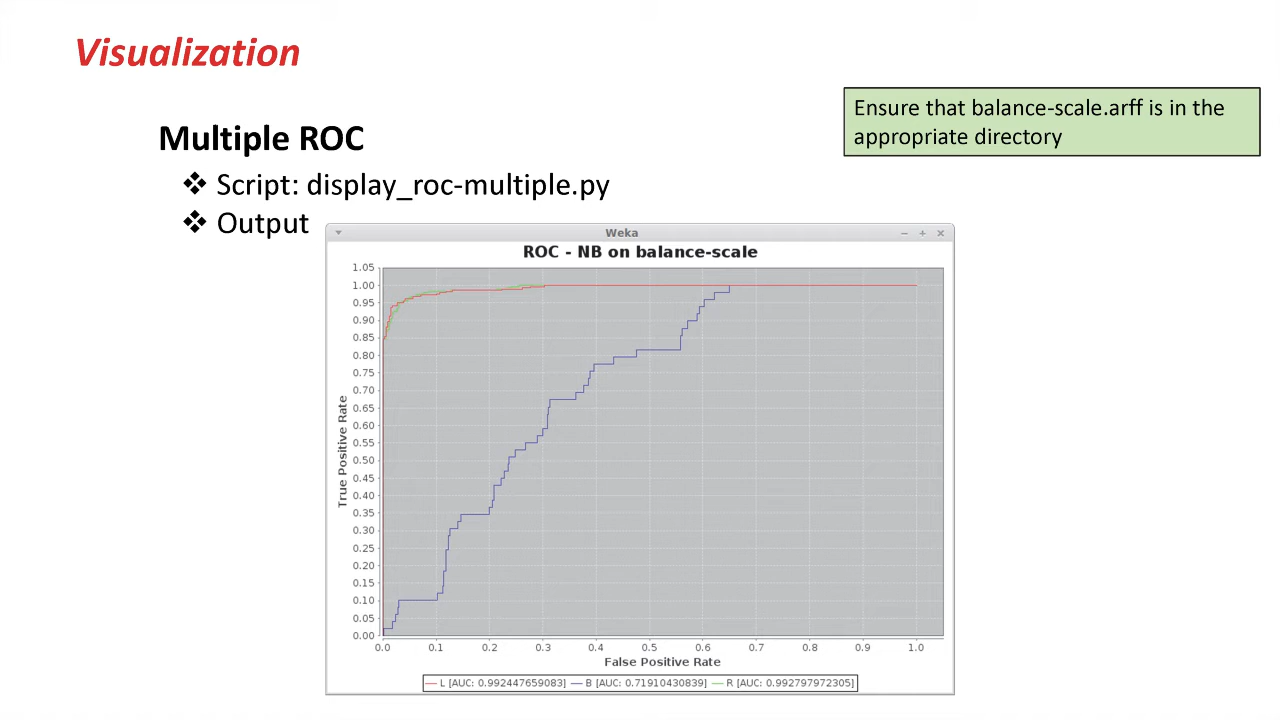 Visualization
Ensure that balance-scale.arff is in the
appropriate directory
Multiple ROC
❖ Script: display_roc-multiple.py
❖ Output
Weka
ROC - NB on balance-scale
1.05
1.00
0.95
0.90
0.85
0.80
0.75
0.70
0.65
0.60
0.55
0.50
0.45
0.40
0.35
0.30
0.25
0.20
0.15
0.10
0.05
0.00
True Positive Rate
0.0 0.1 0.2 0.3 0.4 0.5 0.6 0.7 0.8 0.9 1.0
False Positive Rate
L [AUC: 0.992447659083] B [AUC: 0.71910430839] R [AUC: 0.992797972305]